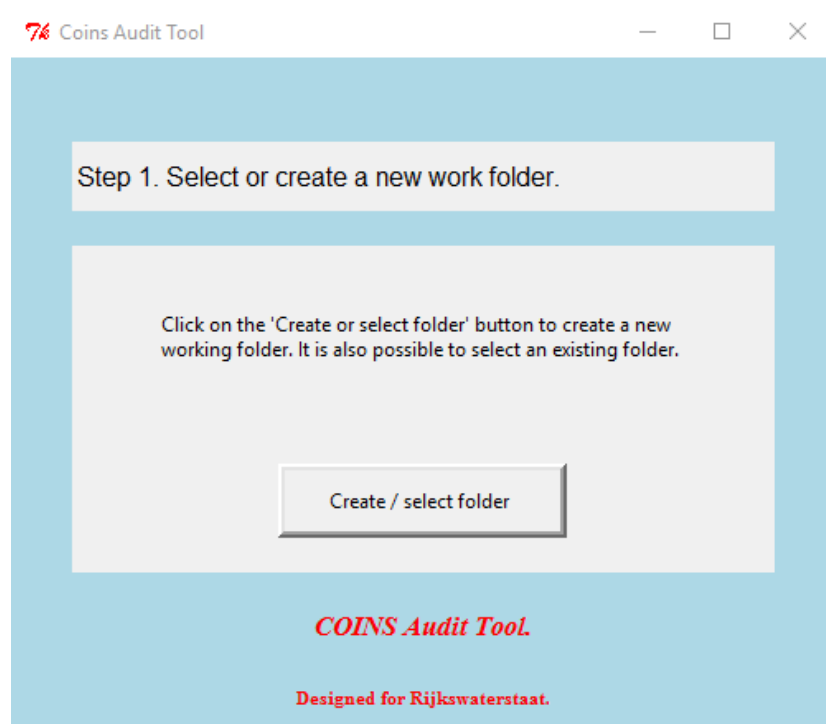 Coins Audit Tool
Step 1. Select or create a new work folder.
Click on the 'Create or select folder' button to create a new
working folder. It is also possible to select an existing folder.
Create / select folder
COINS Audit Tool.
Designed for Rijkswaterstaat.